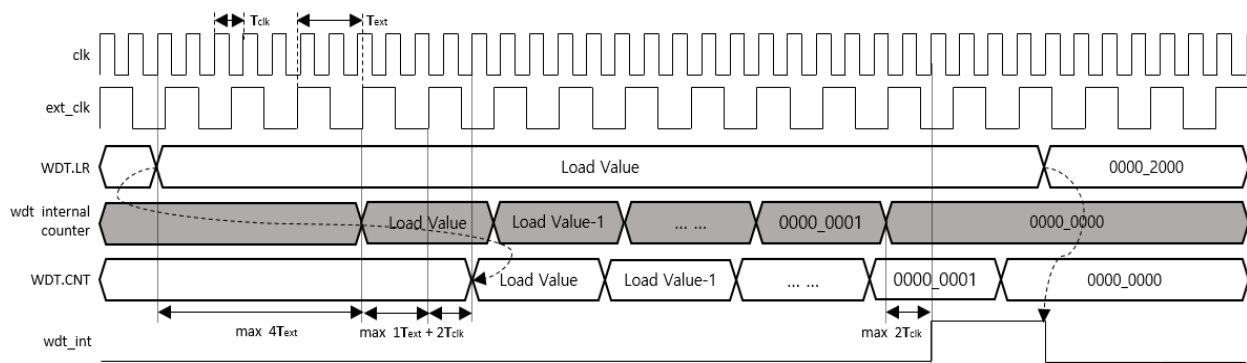 Tclk Text
clk
ext_clk
WDT.LR Load Value 0000_2000
wdt internal counter Load Value Load Value-1 ... ... 0000_0001 0000_0000
WDT.CNT Load Value Load Value-1 ... ... 0000_0001 0000_0000
max 4Text max 1Text + 2Tclk max 2Tclk
wdt_int